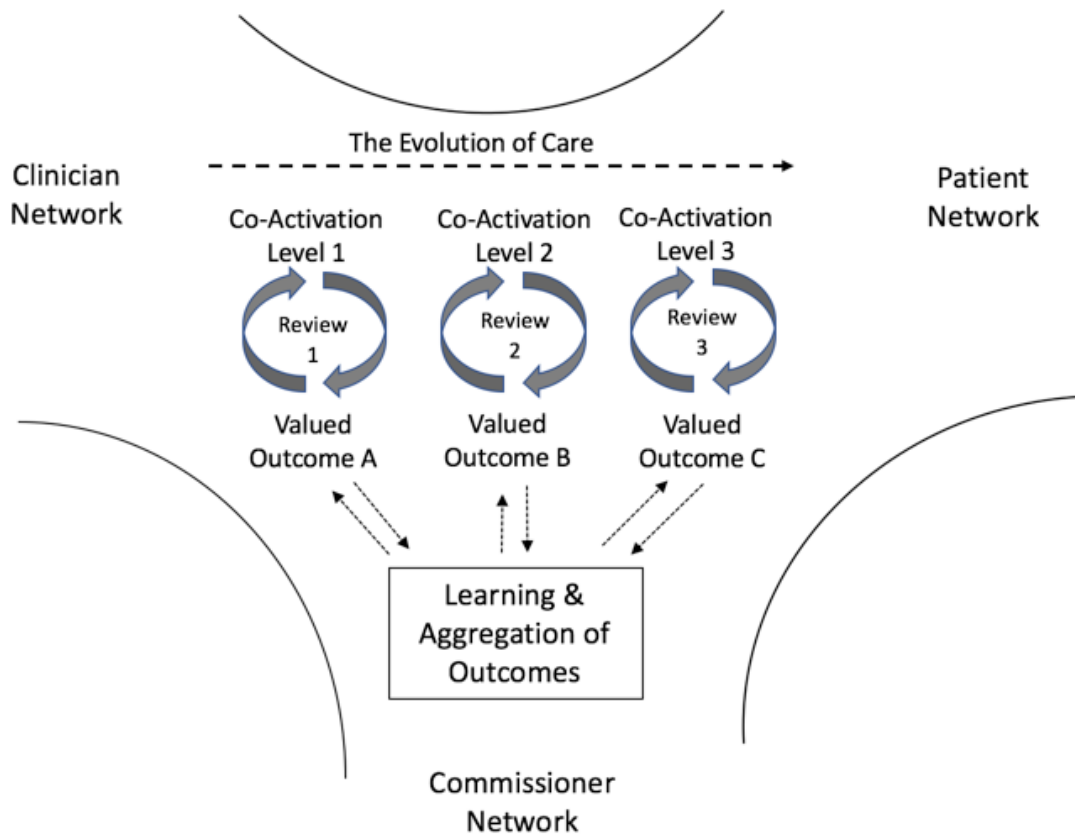 The Evolution of Care
Clinician
Network
Patient
Network
Co-Activation
Level 1
Co-Activation
Level 2
Co-Activation
Level 3
Review
1
Review
2
Review
3
Valued
Outcome A
Valued
Outcome B
Valued
Outcome C
Learning &
Aggregation of
Outcomes
Commissioner
Network